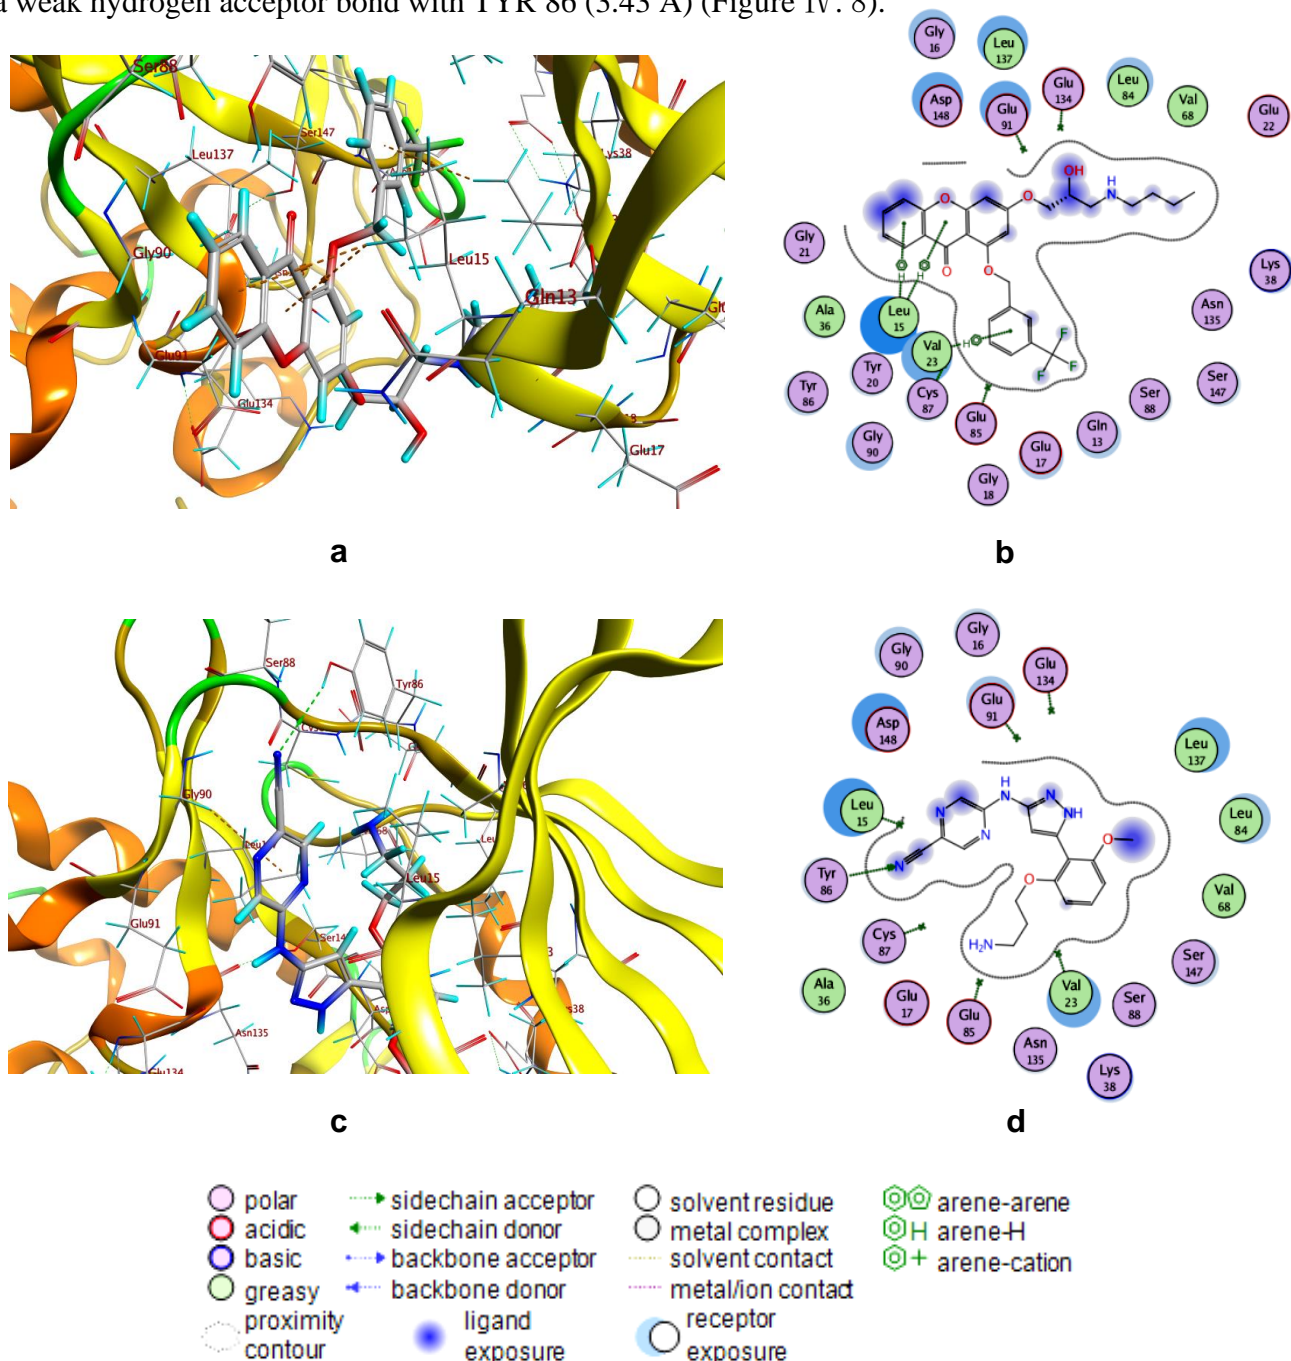 a weak hydrogen acceptor bond with TYR 86 (3.43 A) (Figure IV. 8).
Ser88
Ser147
Leu137
Lys38
Gly90
Leu15
Gln13
Glu91
Glu134
Glu17
a
Gly 16
Leu 137
Asp 148
Glu 91
Glu 134
Leu 84
Val 68
Glu 22
OH
H
N
O
O
O
O
F
F
F
H
H
H
Gly 21
Lys 38
Ala 36
Leu 15
Val 23
Asn 135
Tyr 86
Tyr 20
Cys 87
Glu 85
Ser 88
Ser 147
Gly 90
Gly 18
Glu 17
Gln 13
b
Ser88
Tyr86
Gly90
Leu15
Glu91
Asn135
Glu134
c
Gly 90
Gly 16
Glu 134
Glu 91
Asp 148
Leu 137
Leu 15
Leu 84
H
N
N
N
N
NH
N
O
O
H₂N
Tyr 86
Val 68
Cys 87
Ser 147
Ala 36
Glu 17
Glu 85
Val 23
Ser 88
Asn 135
Lys 38
d
polar
sidechain acceptor
solvent residue
arene-arene
acidic
sidechain donor
metal complex
H arene-H
basic
backbone acceptor
solvent contact
+ arene-cation
greasy
backbone donor
metal/ion contact
proximity contour
ligand exposure
receptor exposure